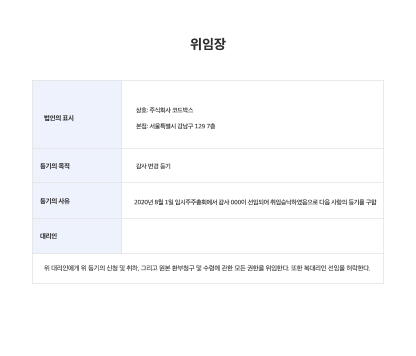 위임장
법인의 표시
상호: 주식회사 코드박스
본점: 서울특별시 강남구 129 7층
등기의 목적
감사 변경 등기
등기의 사유
2020년 8월 1일 임시주주총회에서 감사 000이 선임되어 취임승낙하였음으로 다음 사항의 등기를 구함
대리인
위 대리인에게 위 등기의 신청 및 취하, 그리고 원본 환부청구 및 수령에 관한 모든 권한을 위임한다. 또한 복대리인 선임을 허락한다.